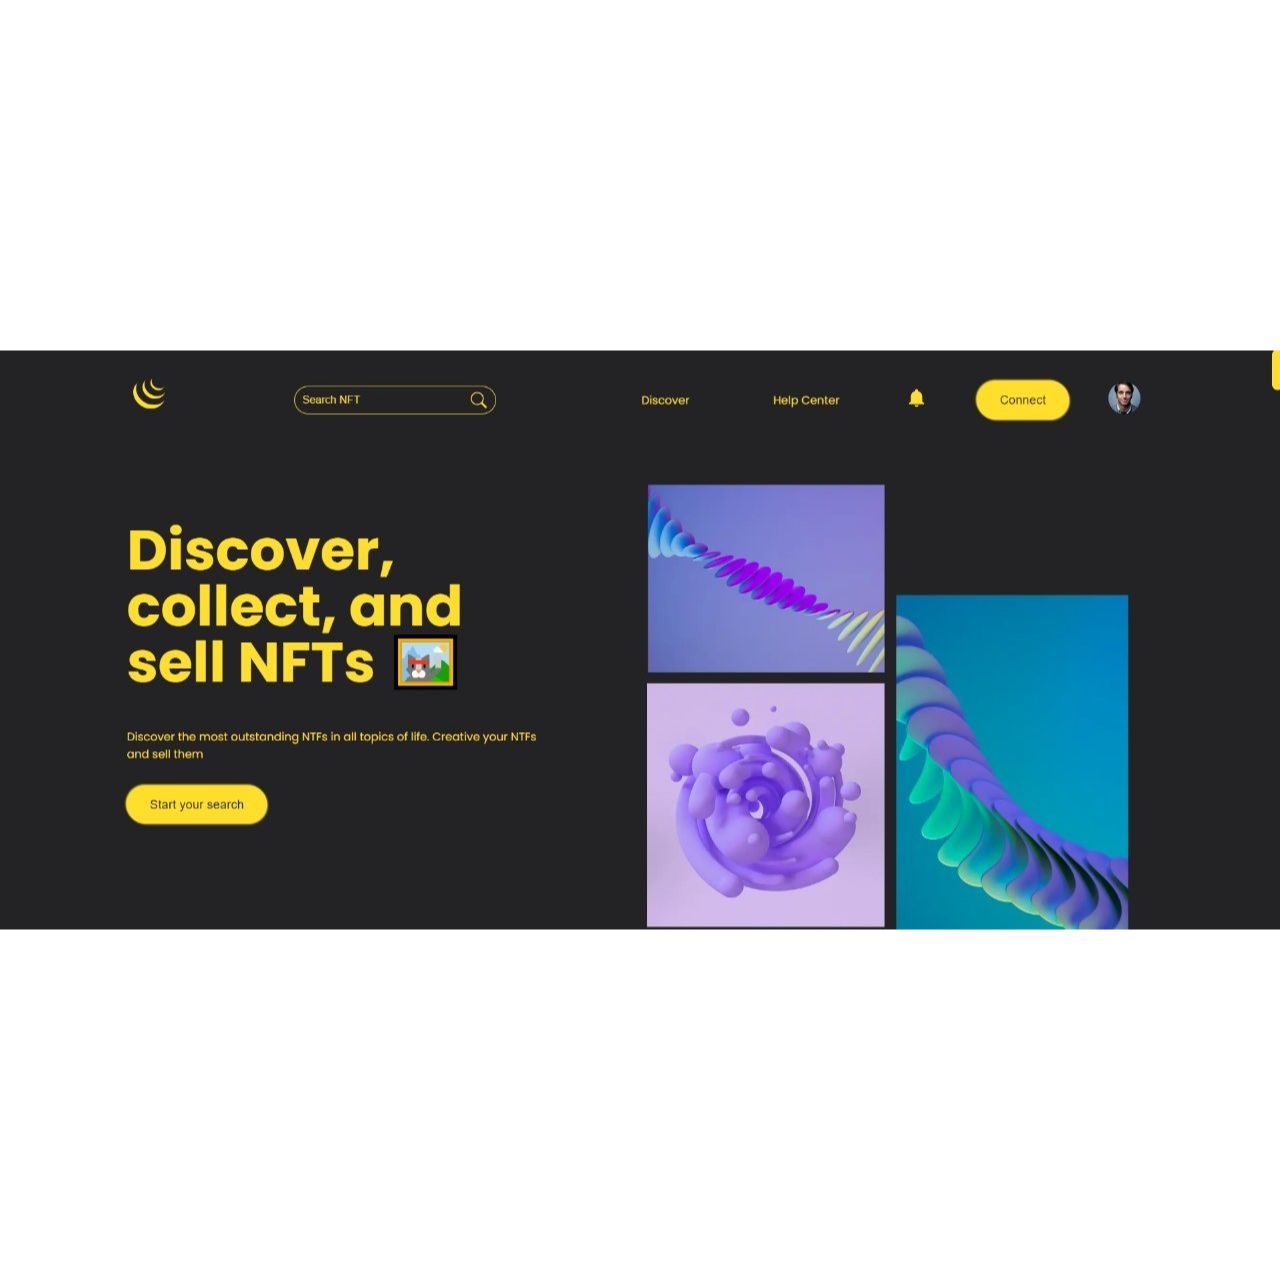 Search NFT
Discover
Help Center
Connect
Discover,
collect, and
sell NFTs
Discover the most outstanding NTFs in all topics of life. Creative your NTFs
and sell them
Start your search